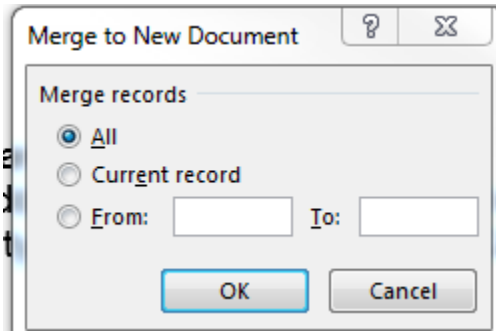 Merge to New Document
Merge records
All
Current record
From: To:
OK Cancel